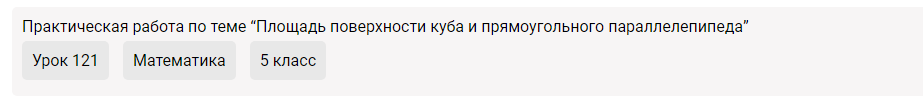 Практическая работа по теме “Площадь поверхности куба и прямоугольного параллелепипеда”
Урок 121 Математика 5 класс